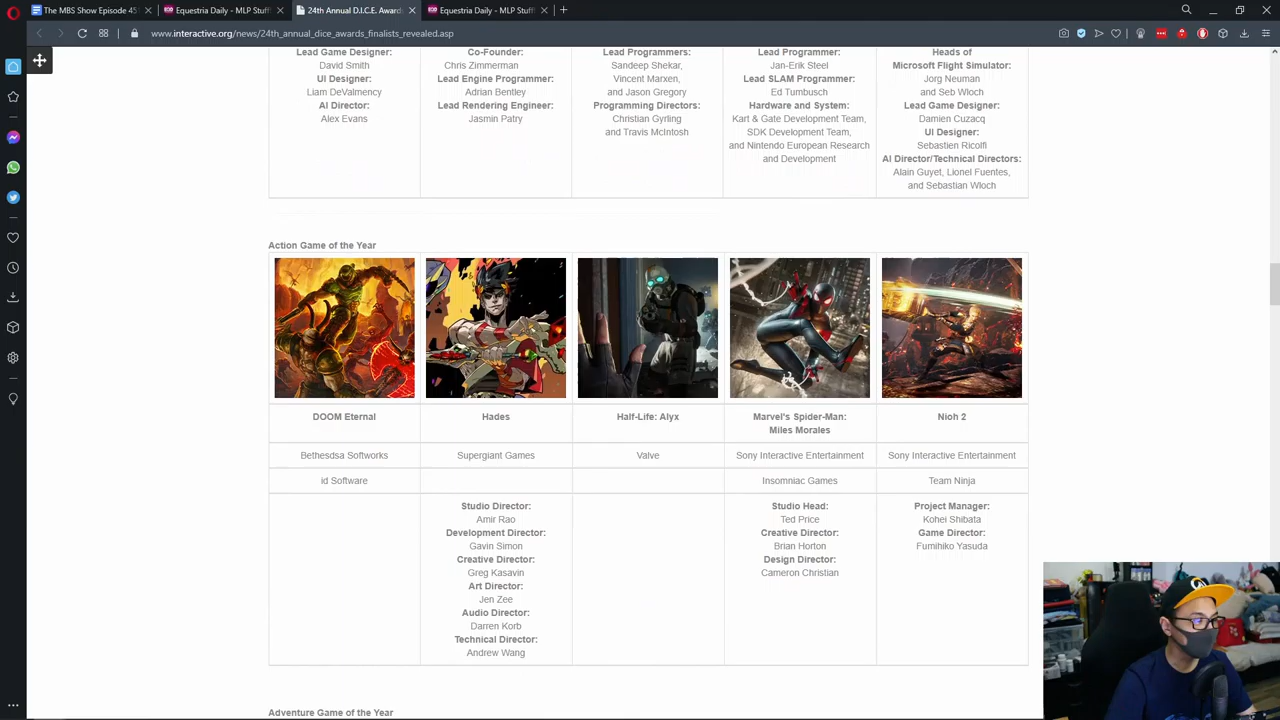 The MBS Show Episode 45
Equestria Daily - MLP Stuff!
24th_annual_DICE_Awards
Equestria Daily - MLP Stuff!
www.interactive.org/news/24th_annual_dice_awards_finalists_revealed.asp
Lead Game Designer:
David Smith
UI Designer:
Liam DeValmency
AI Director:
Alex Evans
Co-Founder:
Chris Zimmerman
Lead Engine Programmer:
Adrian Bentley
Lead Rendering Engineer:
Jasmin Patry
Lead Programmers:
Sandeep Shekar,
Vincent Marxen,
and Jason Gregory
Programming Directors:
Christian Gyrling
and Travis McIntosh
Lead Programmer:
Jan-Erik Steel
Lead SLAM Programmer:
Ed Tumbusch
Hardware and System:
Kart & Gate Development Team,
SDK Development Team,
and Nintendo European Research
and Development
Heads of
Microsoft Flight Simulator:
Jorg Neuman
and Seb Wloch
Lead Game Designer:
Damien Cuzacq
UI Designer:
Sebastien Ricolfi
AI Director/Technical Directors:
Alain Guyet, Lionel Fuentes,
and Sebastian Wloch
Action Game of the Year
DOOM Eternal
Hades
Half-Life: Alyx
Marvel's Spider-Man:
Miles Morales
Nioh 2
Bethesdsa Softworks
Supergiant Games
Valve
Sony Interactive Entertainment
Sony Interactive Entertainment
id Software
Insomniac Games
Team Ninja
Studio Director:
Amir Rao
Development Director:
Gavin Simon
Creative Director:
Greg Kasavin
Art Director:
Jen Zee
Audio Director:
Darren Korb
Technical Director:
Andrew Wang
Studio Head:
Ted Price
Creative Director:
Brian Horton
Design Director:
Cameron Christian
Project Manager:
Kohei Shibata
Game Director:
Fumihiko Yasuda
Adventure Game of the Year